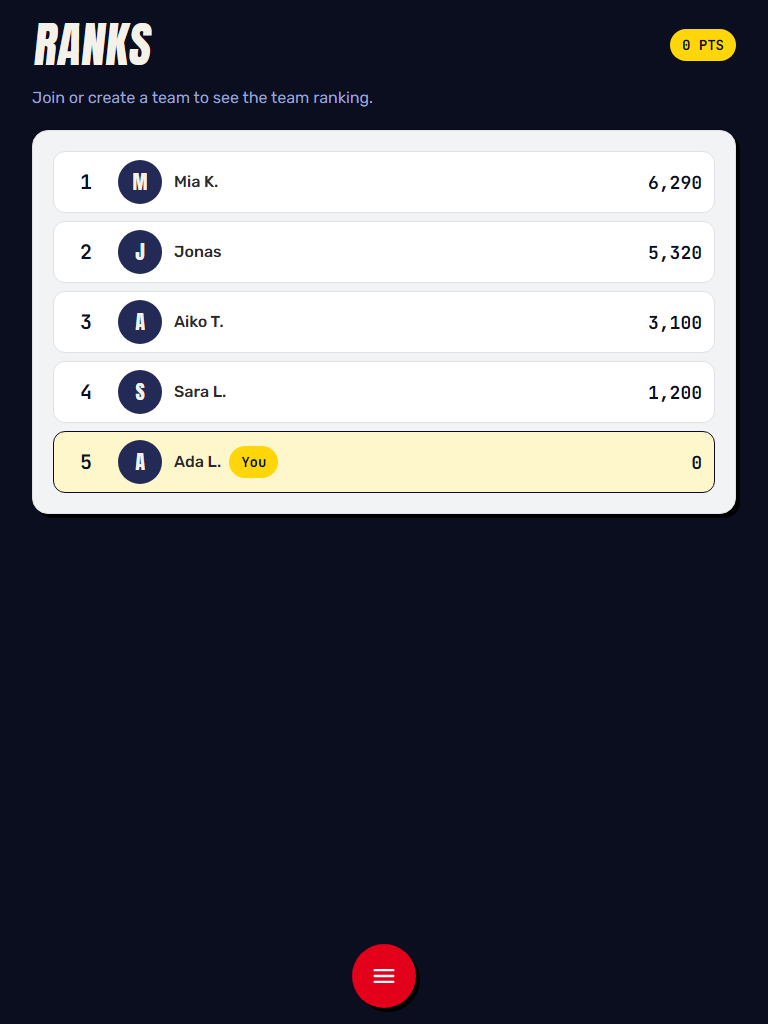 RANKS
0 PTS
Join or create a team to see the team ranking.
1 M Mia K. 6,290
2 J Jonas 5,320
3 A Aiko T. 3,100
4 S Sara L. 1,200
5 A Ada L. You 0